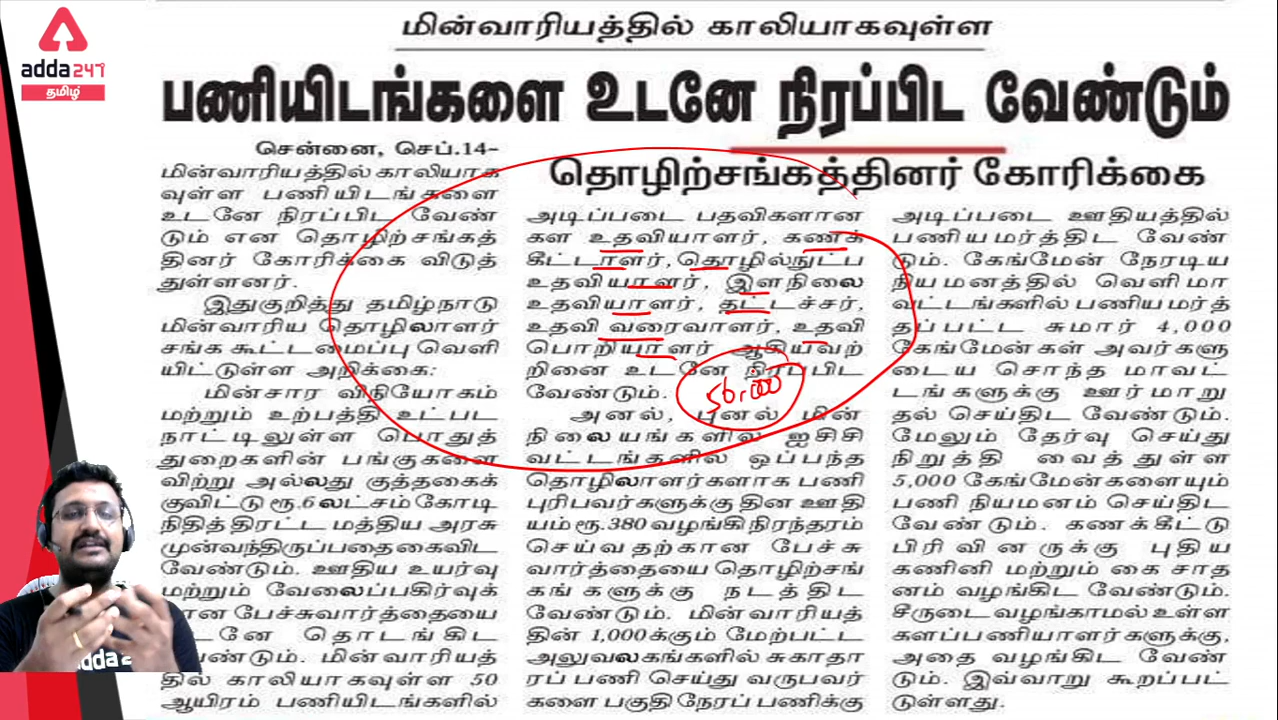 adda247
தமிழ்
மின்வாரியத்தில் காலியாகவுள்ள
பணியிடங்களை உடனே நிரப்பிட வேண்டும்
தொழிற்சங்கத்தினர் கோரிக்கை
சென்னை, செப்.14-
மின்வாரியத்தில் காலியாக
வுள்ள பணியிடங்களை
உடனே நிரப்பிட வேண்
டும் என தொழிற்சங்கத்
தினர் கோரிக்கை விடுத்
துள்ளனர்.
இதுகுறித்து தமிழ்நாடு
மின்வாரிய தொழிலாளர்
சங்க கூட்டமைப்பு வெளி
யிட்டுள்ள அறிக்கை:
மின்சார விநியோகம்
மற்றும் உற்பத்தி உட்பட
நாட்டிலுள்ள பொதுத்
துறைகளின் பங்குகளை
விற்று அல்லது குத்தகைக்
குவிட்டு ரூ.6லட்சம்கோடி
நிதித்திரட்ட மத்திய அரசு
முன்வந்திருப்பதைகைவிட
வேண்டும். ஊதிய உயர்வு
மற்றும் வேலைப்பகிர்வுக்
கான பேச்சுவார்த்தையை
டனே தொடங்கிட
வேண்டும். மின்வாரியத்
தில் காலியாகவுள்ள 50
ஆயிரம் பணியிடங்களில்
அடிப்படை பதவிகளான
கள உதவியாளர், கணக்
கீட்டாளர், தொழில்நுட்ப
உதவியாளர், இளநிலை
உதவியாளர், தட்டச்சர்,
உதவி வரைவாளர், உதவி
பொறியாளர் ஆகியவற்
றினை உடனே நிரப்பிட
வேண்டும்.
56,000
அனல், புனல் மின்
நிலையங்களில் ஐசிசி
வட்டங்களில் ஒப்பந்த
தொழிலாளர்களாக பணி
புரிபவர்களுக்கு தின ஊதி
யம் ரூ.380 வழங்கி நிரந்தரம்
செய்வதற்கான பேச்சு
வார்த்தையை தொழிற்சங்
கங்களுக்கு நடத்திட
வேண்டும். மின்வாரியத்
தின் 1,000க்கும் மேற்பட்ட
அலுவலகங்களில் சுகாதா
ரப் பணி செய்து வருபவர்
களை பகுதி நேரப் பணிக்கு
அடிப்படை ஊதியத்தில்
பணியமர்த்திட வேண்
டும். கேங்மேன் நேரடிய
நியமனத்தில் வெளிமா
வட்டங்களில் பணியமர்த்
தப்பட்ட சுமார் 4,000
கேங்மேன்கள் அவர்களு
டைய சொந்த மாவட்
டங்களுக்கு ஊர்மாறு
தல் செய்திட வேண்டும்.
மேலும் தேர்வு செய்து
நிறுத்தி வைத்துள்ள
5,000 கேங்மேன்களையும்
பணி நியமனம் செய்திட
வேண்டும். கணக்கீட்டு
பிரிவினருக்கு புதிய
கணினி மற்றும் கை சாத
னம் வழங்கிட வேண்டும்.
சீருடை வழங்காமல் உள்ள
களப்பணியாளர்களுக்கு,
அதை வழங்கிட வேண்
டும். இவ்வாறு கூறப்பட்
டுள்ளது.
adda24